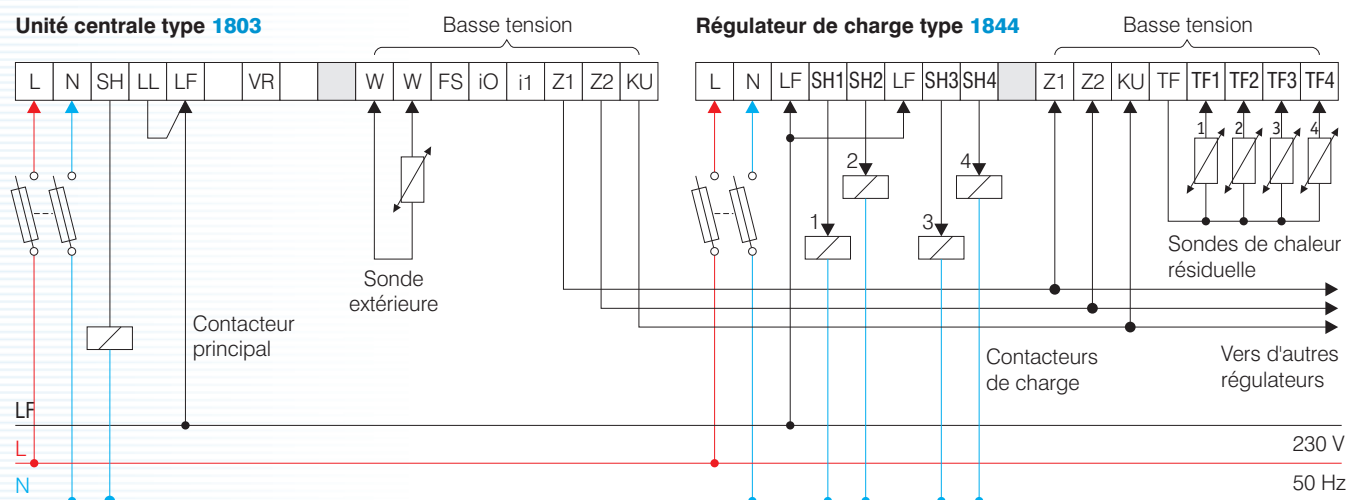 Unité centrale type 1803
Basse tension
Régulateur de charge type 1844
Basse tension
L N SH LL LF VR W W FS iO i1 Z1 Z2 KU
L N LF SH1 SH2 LF SH3 SH4 Z1 Z2 KU TF TF1 TF2 TF3 TF4
1 2 3 4
2 4
1 3
Sonde
extérieure
Sondes de chaleur
résiduelle
Contacteur
principal
Contacteurs
de charge
Vers d'autres
régulateurs
LF
L 230 V
N 50 Hz